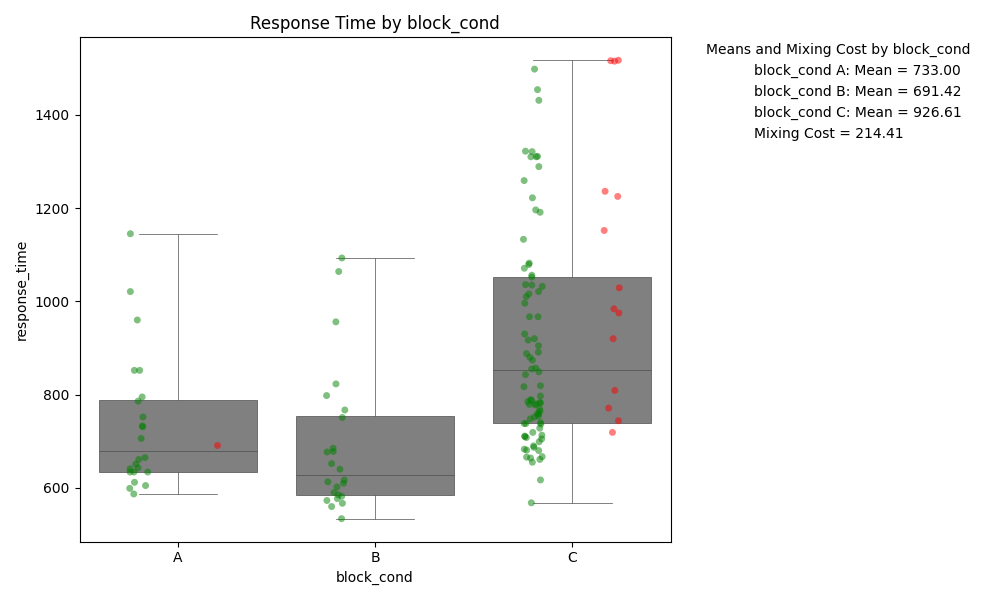 Response Time by block_cond
Means and Mixing Cost by block_cond
block_cond A: Mean = 733.00
block_cond B: Mean = 691.42
block_cond C: Mean = 926.61
Mixing Cost = 214.41
response_time
1400
1200
1000
800
600
A
B
C
block_cond